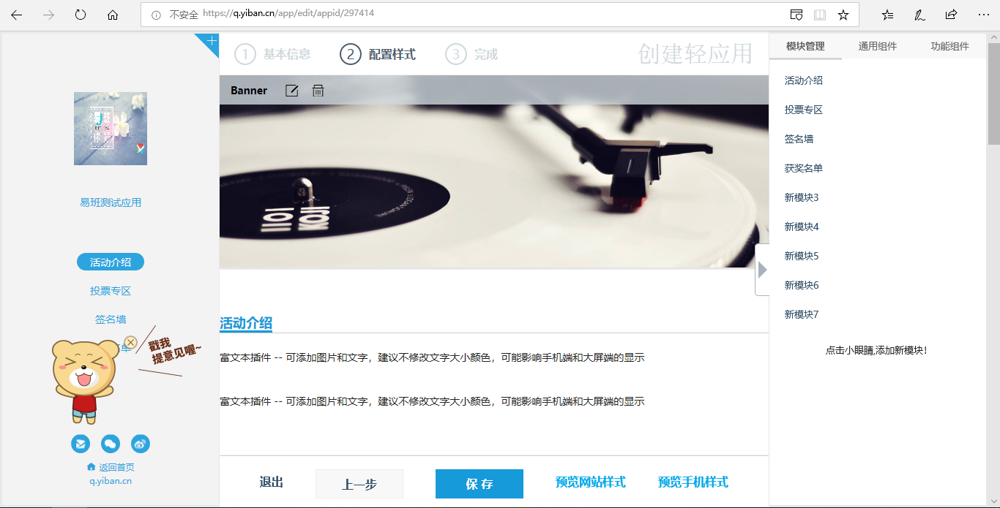 不安全 https://q.yiban.cn/app/edit/appid/297414
1 基本信息 2 配置样式 3 完成 创建轻应用
模块管理 通用组件 功能组件
Banner
易班
你好
易班测试应用
活动介绍
投票专区
签名墙
单
戳我
提意见喔~
返回首页
q.yiban.cn
活动介绍
富文本插件 -- 可添加图片和文字，建议不修改文字大小颜色，可能影响手机端和大屏端的显示
富文本插件 -- 可添加图片和文字，建议不修改文字大小颜色，可能影响手机端和大屏端的显示
退出 上一步 保 存 预览网站样式 预览手机样式
活动介绍
投票专区
签名墙
获奖名单
新模块3
新模块4
新模块5
新模块6
新模块7
点击小眼睛,添加新模块!